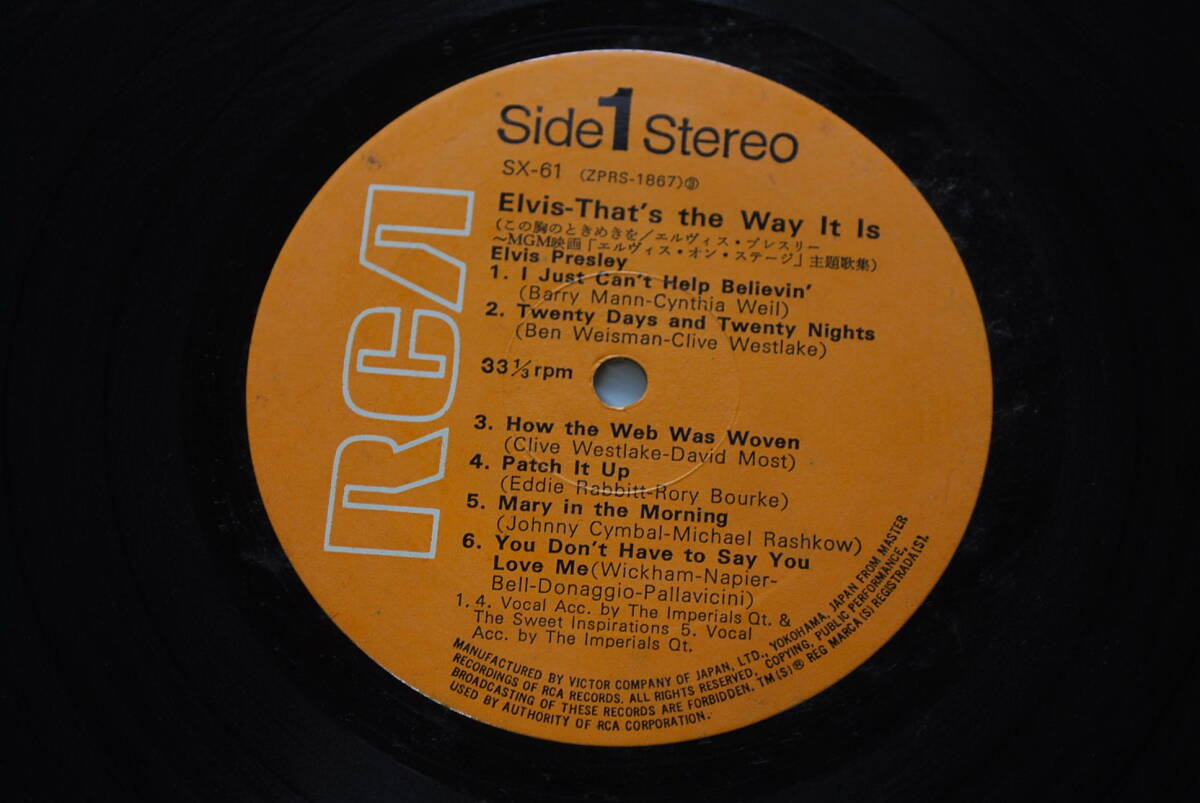 Side 1 Stereo
SX-61 (ZPRS-1867)③
Elvis-That's the Way It Is
(この胸のときめきを/エルヴィス・プレスリー
～MGM映画「エルヴィス・オン・ステージ」主題歌集)
Elvis Presley
1. I Just Can't Help Believin'
(Barry Mann-Cynthia Weil)
2. Twenty Days and Twenty Nights
(Ben Weisman-Clive Westlake)
33 1/3 rpm
3. How the Web Was Woven
(Clive Westlake-David Most)
4. Patch It Up
(Eddie Rabbitt-Rory Bourke)
5. Mary in the Morning
(Johnny Cymbal-Michael Rashkow)
6. You Don't Have to Say You
Love Me(Wickham-Napier-
Bell-Donaggio-Pallavicini)
1. 4. Vocal Acc. by The Imperials Qt. &
The Sweet Inspirations 5. Vocal
Acc. by The Imperials Qt.
RCA
MANUFACTURED BY VICTOR COMPANY OF JAPAN, LTD., YOKOHAMA, JAPAN FROM MASTER
RECORDINGS OF RCA RECORDS. ALL RIGHTS RESERVED. COPYING, PUBLIC PERFORMANCE,
BROADCASTING OF THESE RECORDS ARE FORBIDDEN. TM(S)® REG MARCA(S) REGISTRADA(S).
USED BY AUTHORITY OF RCA CORPORATION.